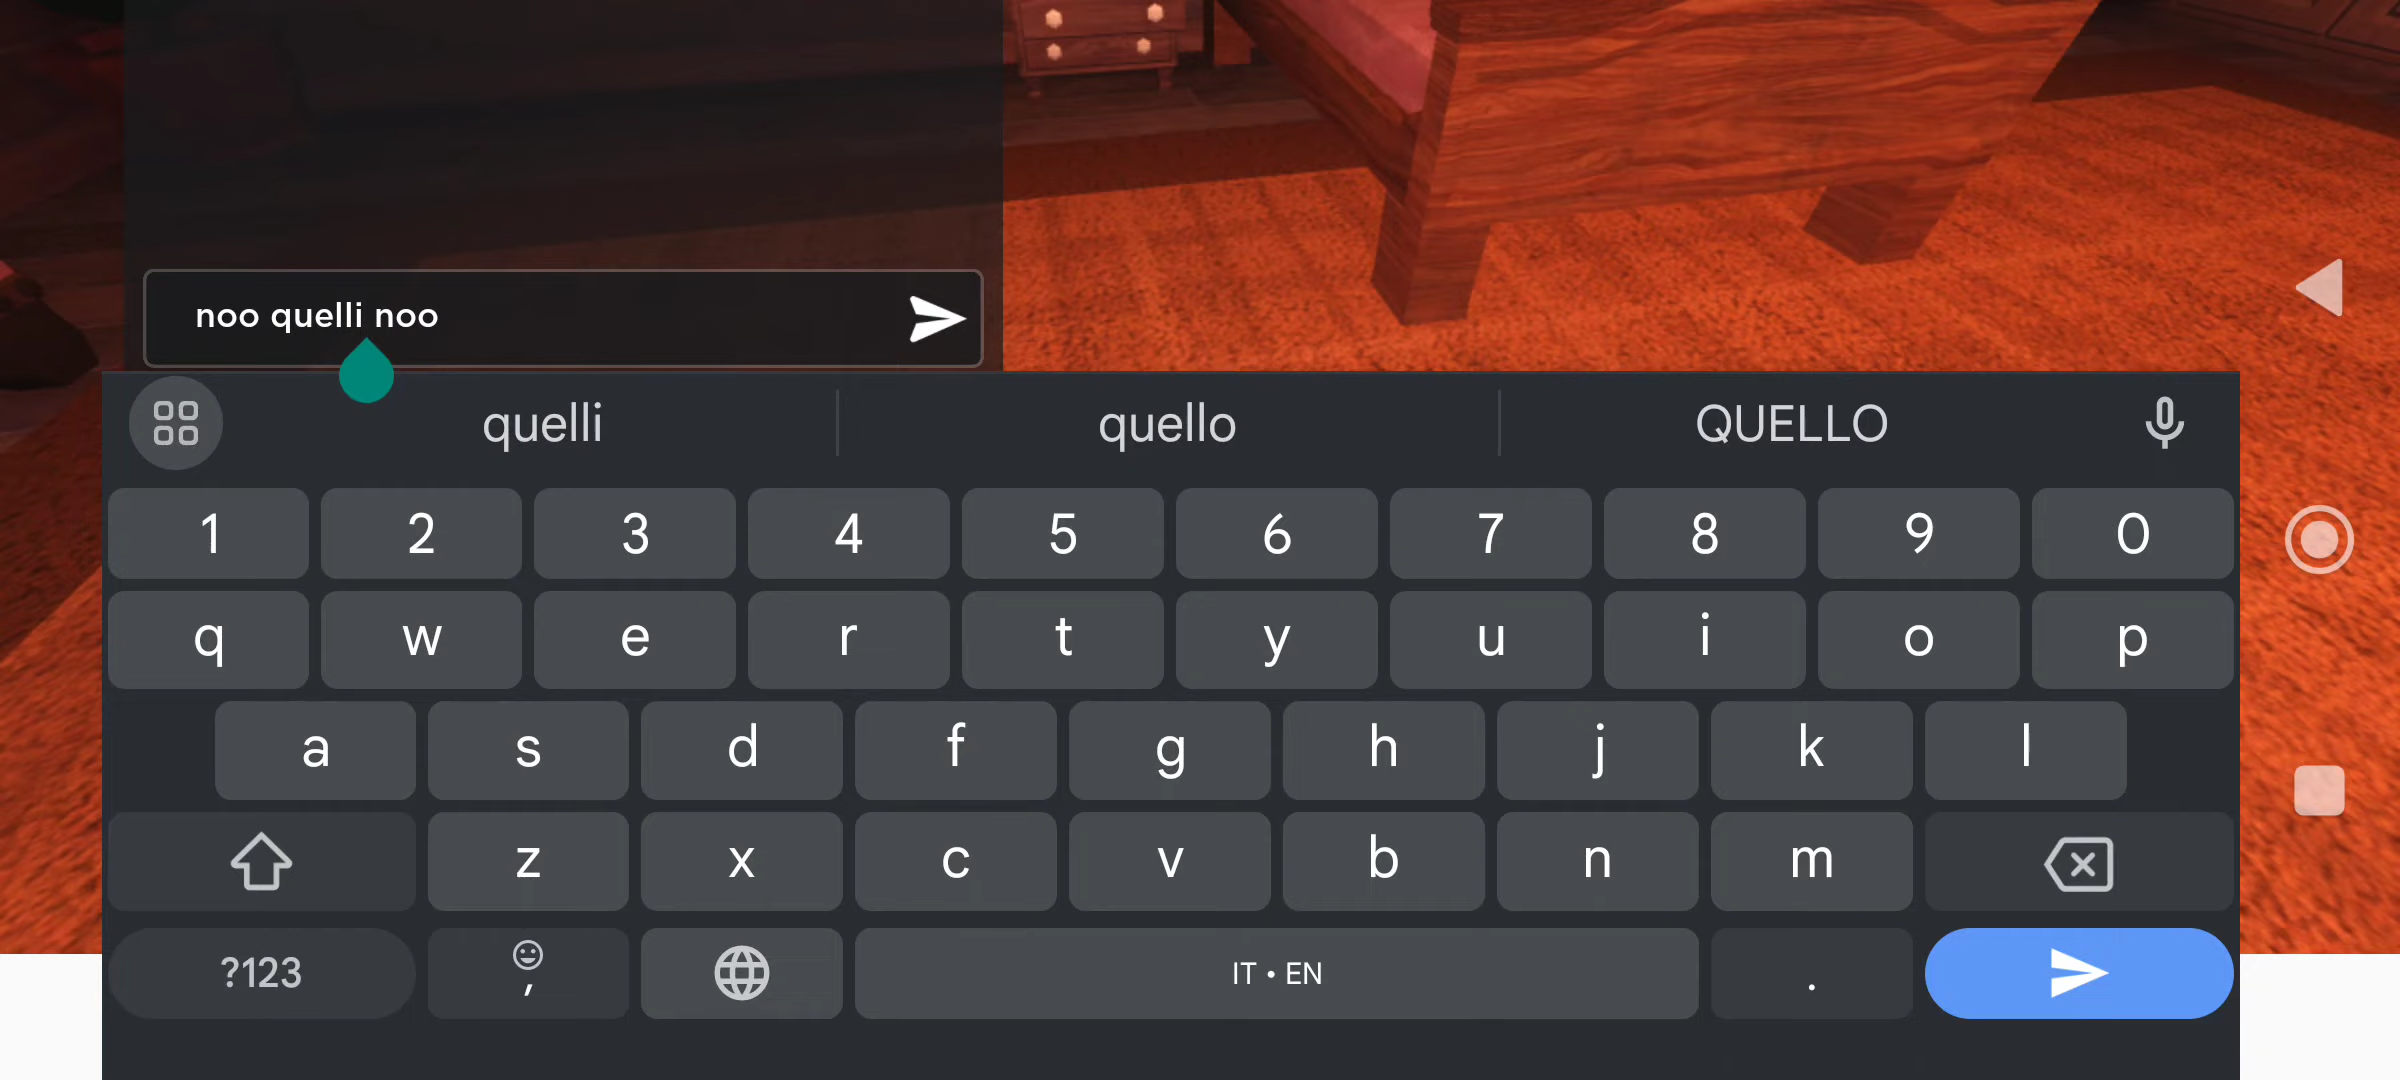 noo quelli noo
quelli quello QUELLO
1 2 3 4 5 6 7 8 9 0
q w e r t y u i o p
a s d f g h j k l
z x c v b n m
?123 , IT • EN .